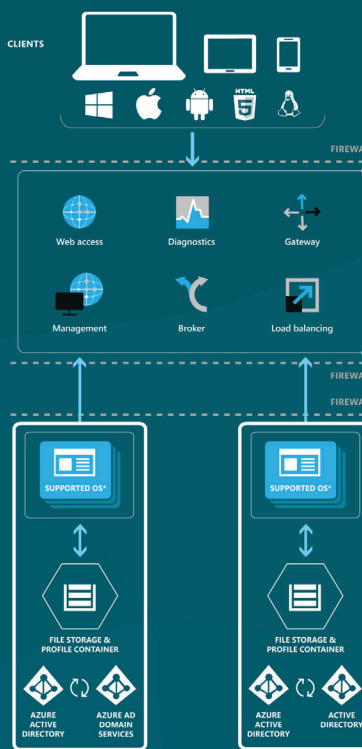 CLIENTS
HTML
5
FIREWA
Web access
Diagnostics
Gateway
Management
Broker
Load balancing
FIREWA
FIREWA
SUPPORTED OS*
FILE STORAGE &
PROFILE CONTAINER
AZURE
ACTIVE
DIRECTORY
AZURE AD
DOMAIN
SERVICES
SUPPORTED OS*
FILE STORAGE &
PROFILE CONTAINER
AZURE
ACTIVE
DIRECTORY
ACTIVE
DIRECTORY